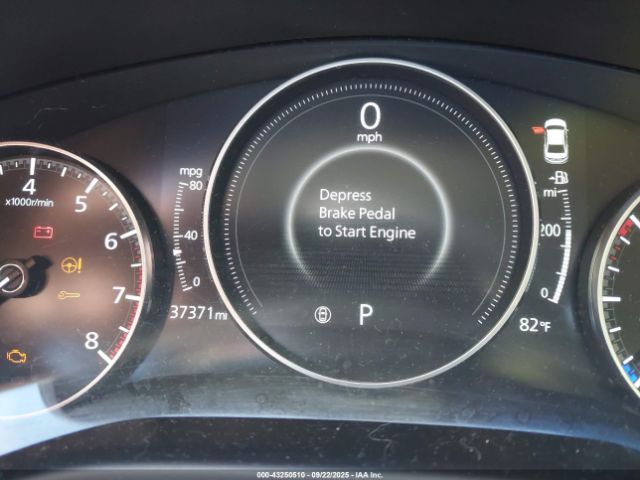 4
5
x1000r/min
6
7
8
mpg
80
40
0
37371mi
0
mph
Depress
Brake Pedal
to Start Engine
P
mi
200
0
82°F
000-43250510 - 09/22/2025 - IAA Inc.